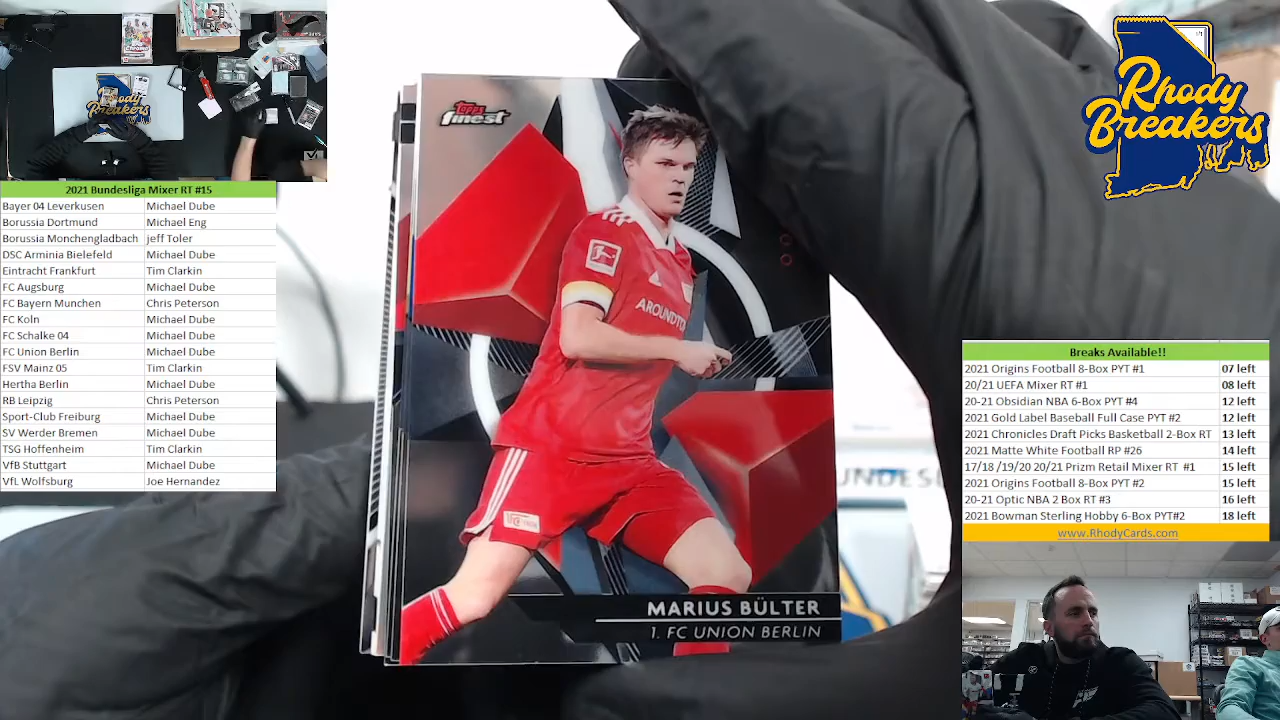 2021 Bundesliga Mixer RT #15
Bayer 04 Leverkusen Michael Dube
Borussia Dortmund Michael Eng
Borussia Monchengladbach jeff Toler
DSC Arminia Bielefeld Michael Dube
Eintracht Frankfurt Tim Clarkin
FC Augsburg Michael Dube
FC Bayern Munchen Chris Peterson
FC Koln Michael Dube
FC Schalke 04 Michael Dube
FC Union Berlin Michael Dube
FSV Mainz 05 Tim Clarkin
Hertha Berlin Michael Dube
RB Leipzig Chris Peterson
Sport-Club Freiburg Michael Dube
SV Werder Bremen Michael Dube
TSG Hoffenheim Tim Clarkin
VfB Stuttgart Michael Dube
VfL Wolfsburg Joe Hernandez
Rhody
Breakers
Topps
finest
AROUNDT
MARIUS BÜLTER
1. FC UNION BERLIN
Rhody
Breakers
Breaks Available!!
2021 Origins Football 8-Box PYT #1 07 left
20/21 UEFA Mixer RT #1 08 left
20-21 Obsidian NBA 6-Box PYT #4 12 left
2021 Gold Label Baseball Full Case PYT #2 12 left
2021 Chronicles Draft Picks Basketball 2-Box RT 13 left
2021 Matte White Football RP #26 14 left
17/18 /19/20 20/21 Prizm Retail Mixer RT #1 15 left
2021 Origins Football 8-Box PYT #2 15 left
20-21 Optic NBA 2 Box RT #3 16 left
2021 Bowman Sterling Hobby 6-Box PYT#2 18 left
www.RhodyCards.com